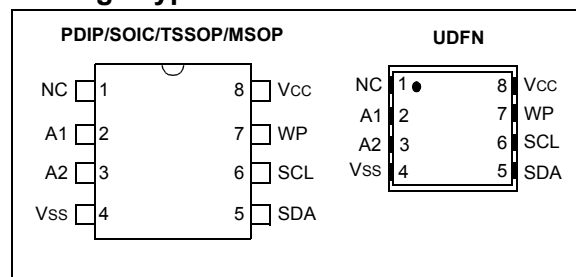 PDIP/SOIC/TSSOP/MSOP
NC 1 8 VCC
A1 2 7 WP
A2 3 6 SCL
VSS 4 5 SDA
UDFN
NC 1 8 VCC
A1 2 7 WP
A2 3 6 SCL
VSS 4 5 SDA